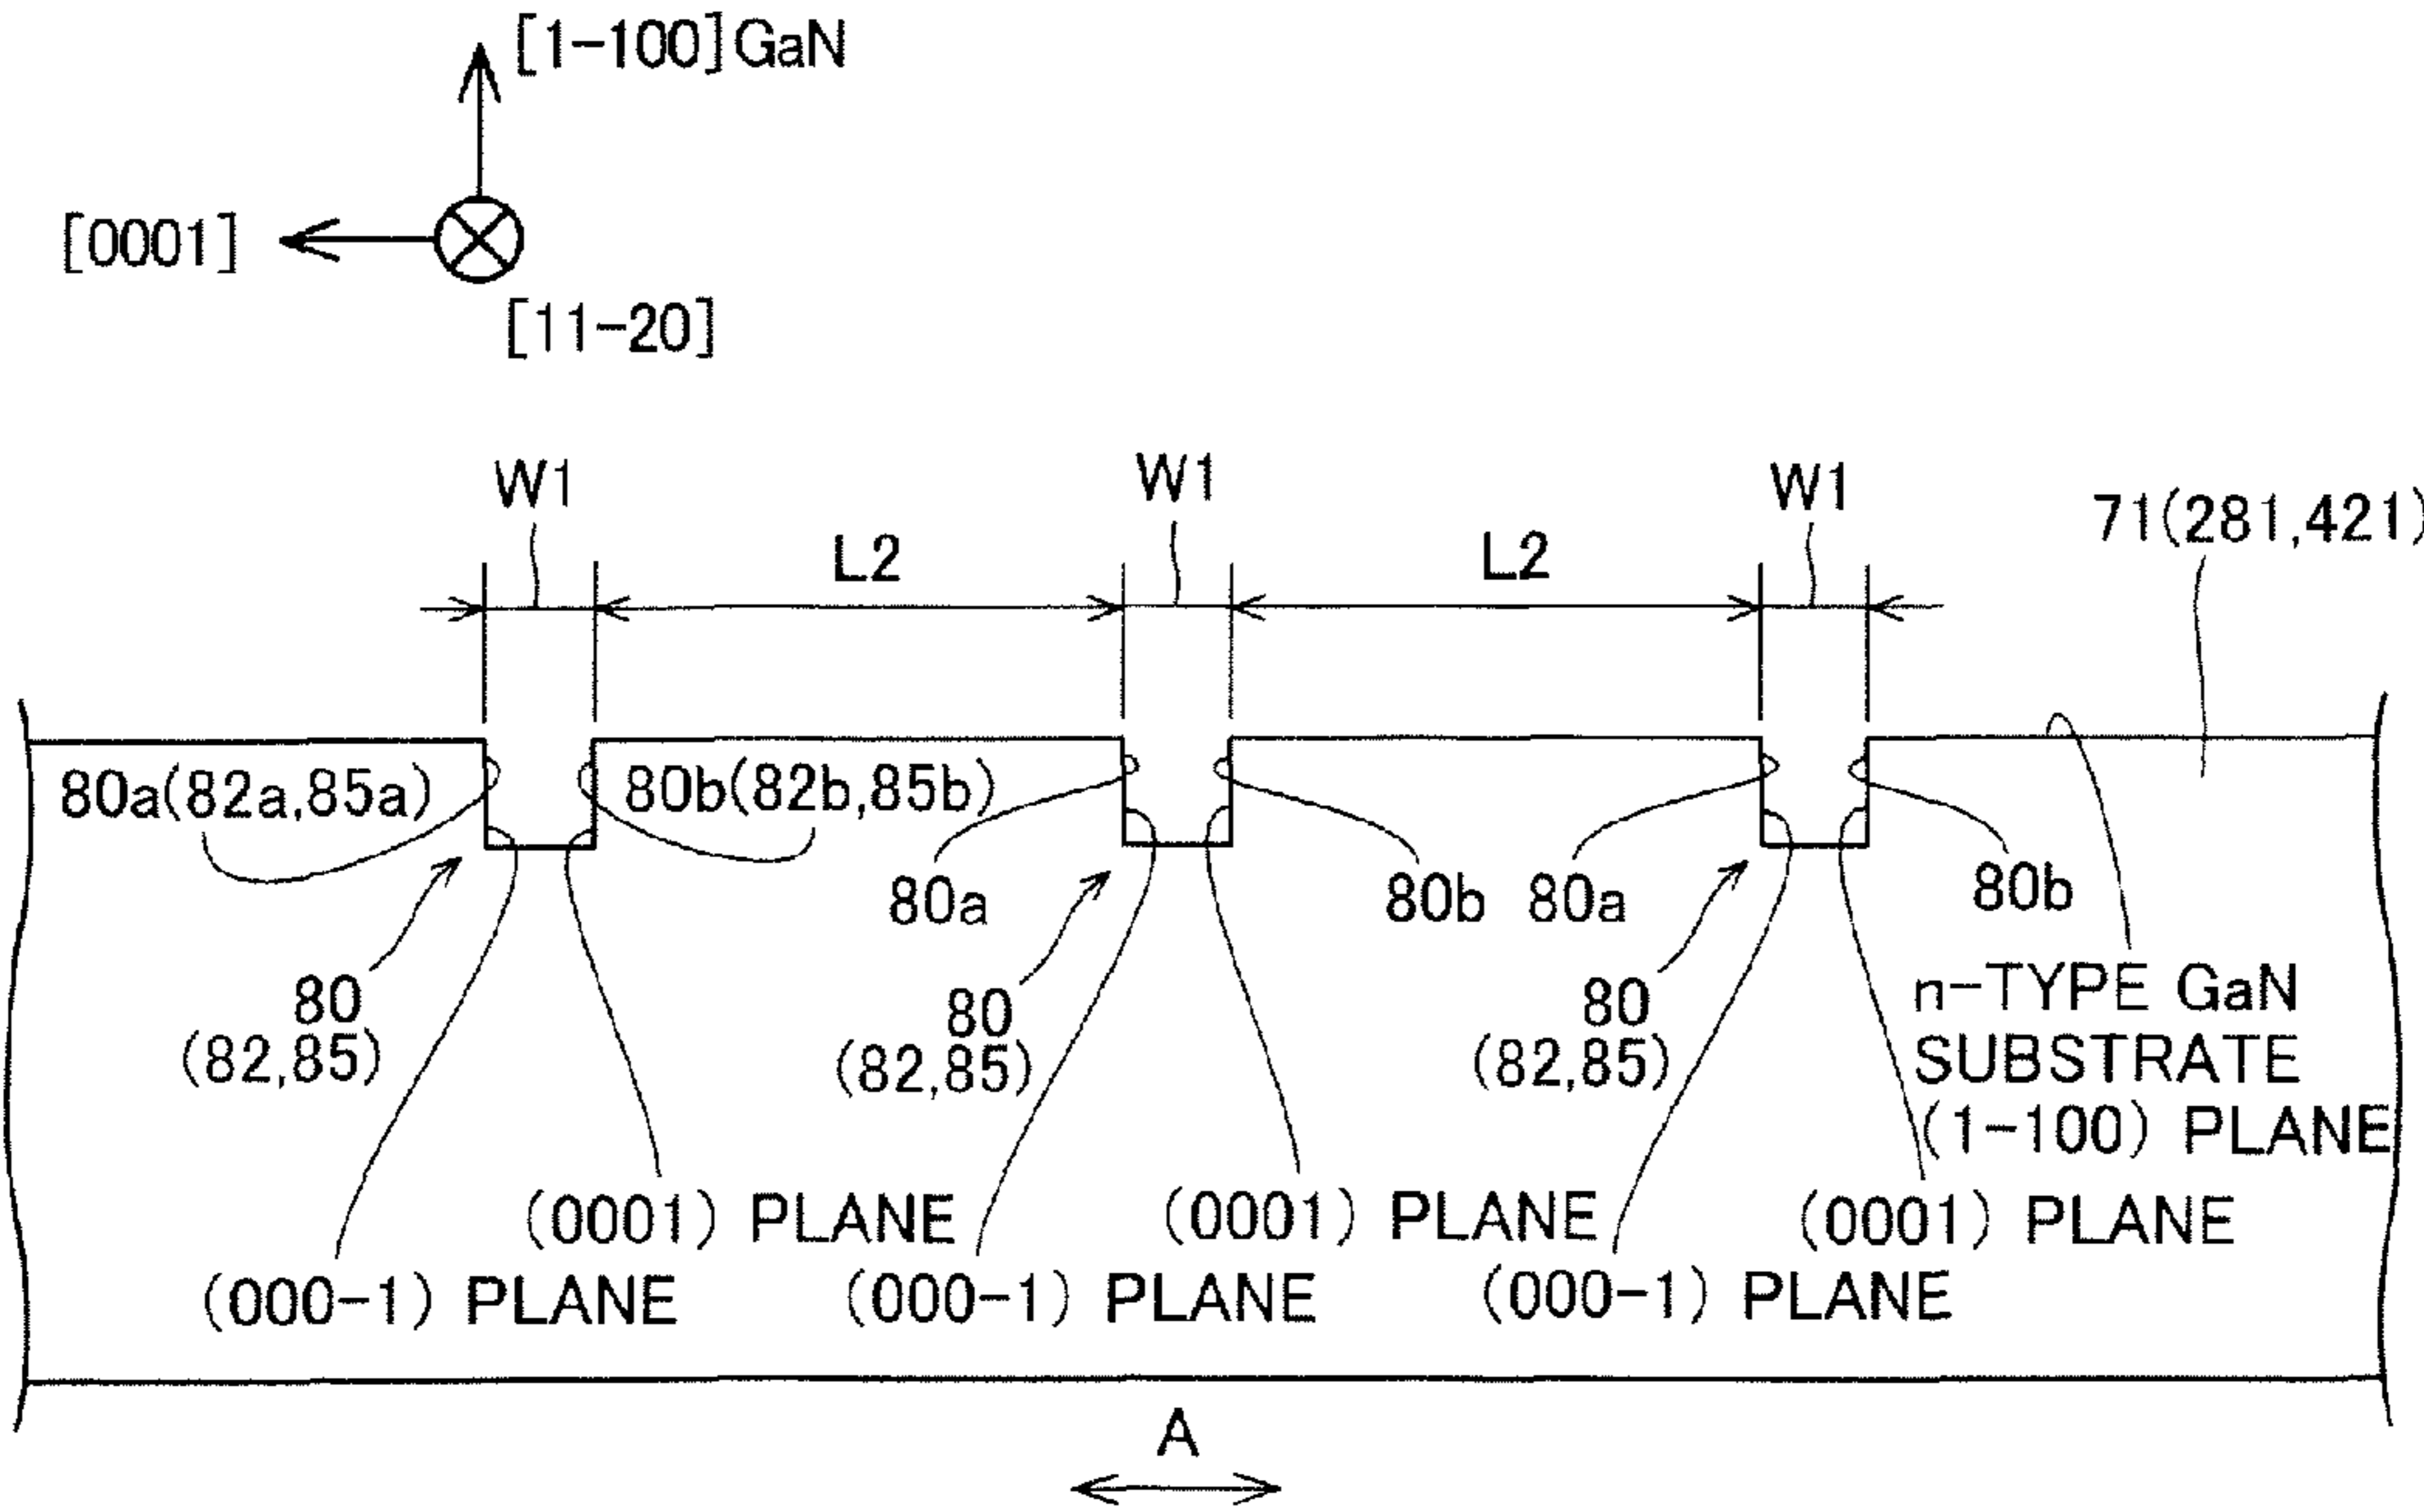 [1-100]GaN
[0001]
[11-20]
W1
W1
W1
L2
L2
71(281,421)
80a(82a,85a)
80b(82b,85b)
80a
80b
80a
80b
80
(82,85)
80
(82,85)
80
(82,85)
n-TYPE GaN
SUBSTRATE
(1-100) PLANE
(0001) PLANE
(0001) PLANE
(0001) PLANE
(000-1) PLANE
(000-1) PLANE
(000-1) PLANE
A